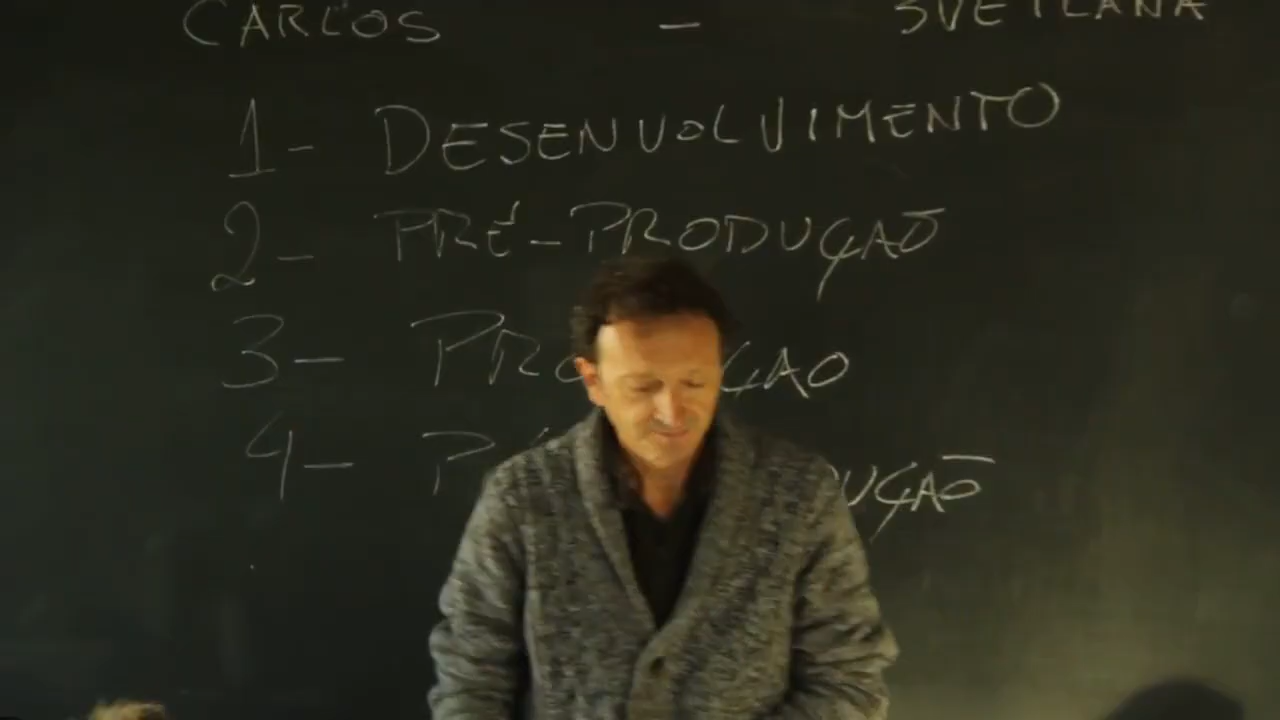 CARLOS - SVETLANA
1- DESENVOLVIMENTO
2- PRÉ-PRODUÇÃO
3-
4-